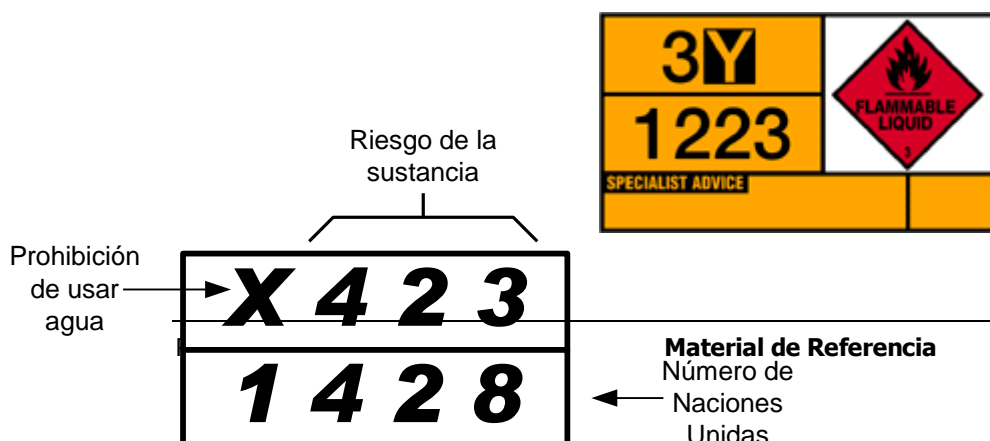 3Y
1223
FLAMMABLE
LIQUID
3
SPECIALIST ADVICE
Riesgo de la
sustancia
Prohibición
de usar
agua
X 4 2 3
Material de Referencia
1 4 2 8
Número de
Naciones
Unidas